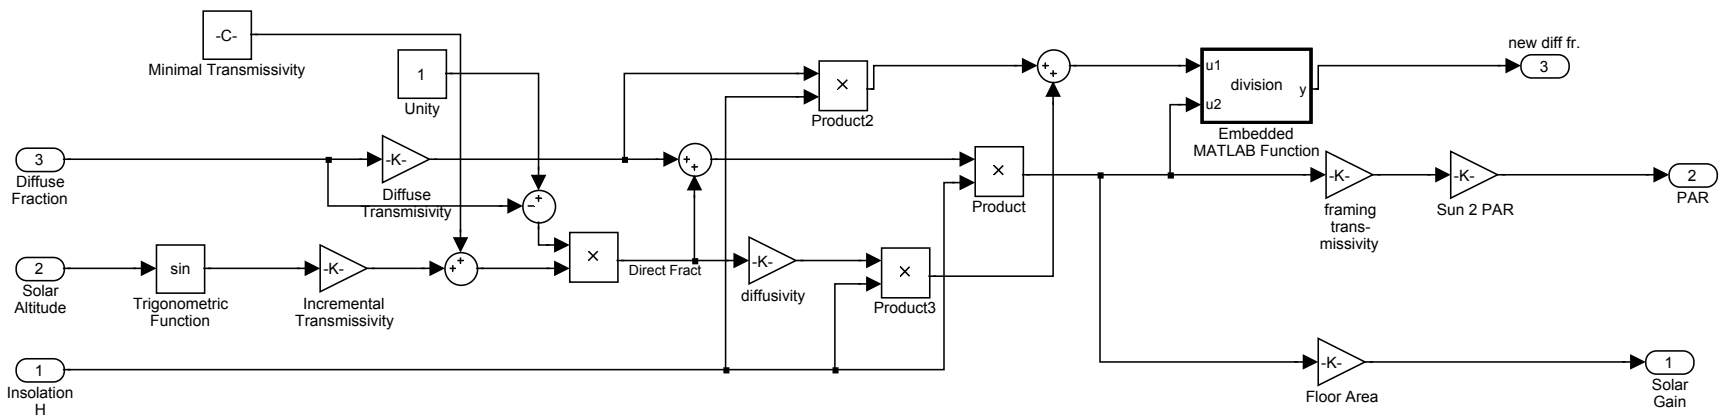 -C-
Minimal Transmissivity
1
Unity
×
Product2
+
+
u1
u2
division
y
Embedded
MATLAB Function
new diff fr.
3
3
Diffuse
Fraction
-K-
Diffuse
Transmisivity
+
+
×
Product
-K-
framing
trans-
missivity
-K-
Sun 2 PAR
2
PAR
+
−
2
Solar
Altitude
sin
Trigonometric
Function
-K-
Incremental
Transmissivity
+
+
×
Direct Fract
-K-
diffusivity
×
Product3
1
Insolation
H
-K-
Floor Area
1
Solar
Gain